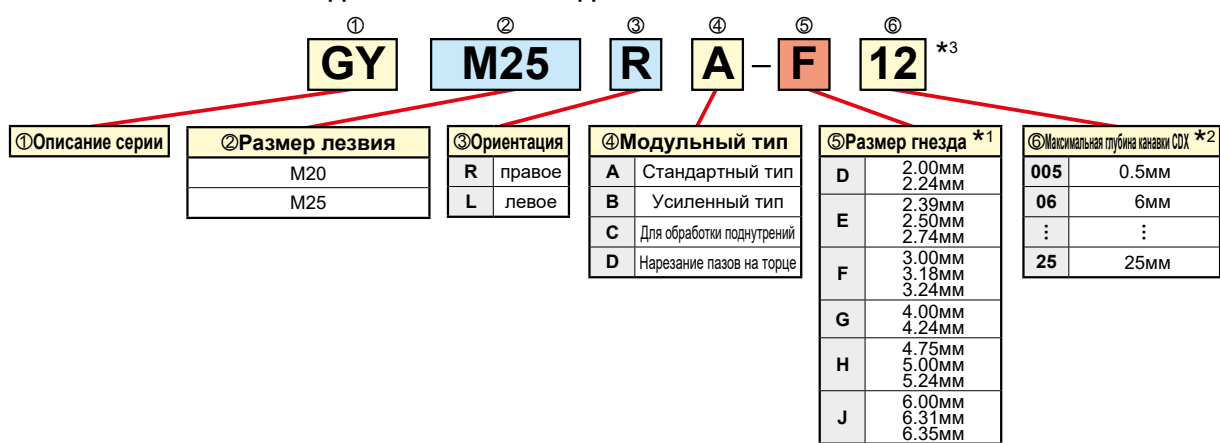 ① ② ③ ④ ⑤ ⑥
GY M25 R A – F 12 *3
①Описание серии
②Размер лезвия
M20
M25
③Ориентация
R правое
L левое
④Модульный тип
A Стандартный тип
B Усиленный тип
C Для обработки поднутрений
D Нарезание пазов на торце
⑤Размер гнезда *1
D 2.00мм
2.24мм
E 2.39мм
2.50мм
2.74мм
F 3.00мм
3.18мм
3.24мм
G 4.00мм
4.24мм
H 4.75мм
5.00мм
5.24мм
J 6.00мм
6.31мм
6.35мм
⑥Максимальная глубина канавки CDX *2
005 0.5мм
06 6мм
⋮ ⋮
25 25мм